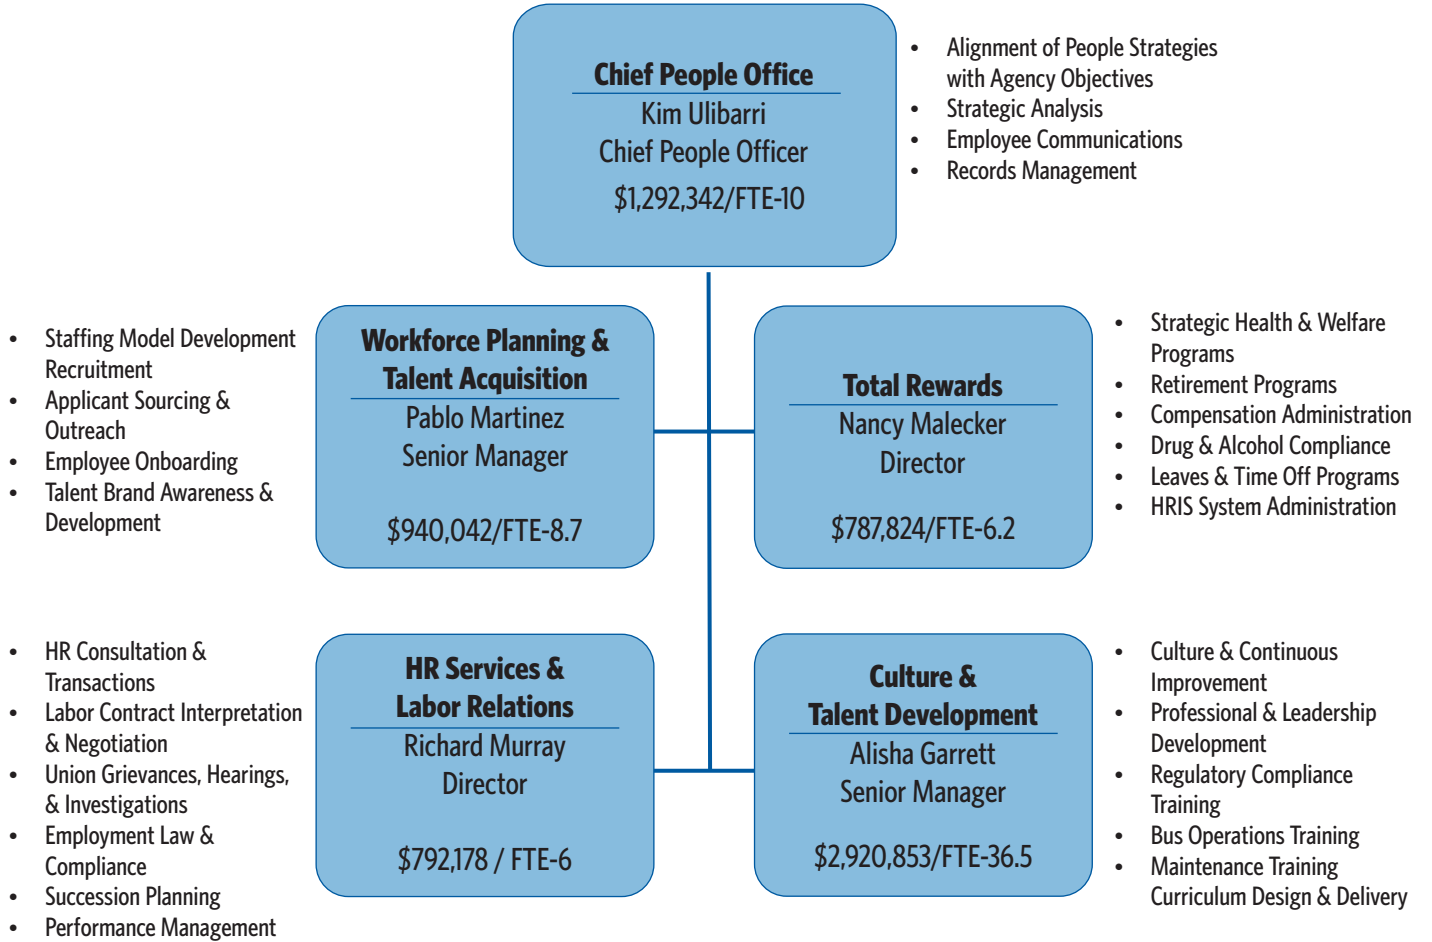 Chief People Office
Kim Ulibarri
Chief People Officer
$1,292,342/FTE-10
• Alignment of People Strategies
with Agency Objectives
• Strategic Analysis
• Employee Communications
• Records Management
• Staffing Model Development
Recruitment
• Applicant Sourcing &
Outreach
• Employee Onboarding
• Talent Brand Awareness &
Development
Workforce Planning &
Talent Acquisition
Pablo Martinez
Senior Manager
$940,042/FTE-8.7
Total Rewards
Nancy Malecker
Director
$787,824/FTE-6.2
• Strategic Health & Welfare
Programs
• Retirement Programs
• Compensation Administration
• Drug & Alcohol Compliance
• Leaves & Time Off Programs
• HRIS System Administration
• HR Consultation &
Transactions
• Labor Contract Interpretation
& Negotiation
• Union Grievances, Hearings,
& Investigations
• Employment Law &
Compliance
• Succession Planning
• Performance Management
HR Services &
Labor Relations
Richard Murray
Director
$792,178 / FTE-6
Culture &
Talent Development
Alisha Garrett
Senior Manager
$2,920,853/FTE-36.5
• Culture & Continuous
Improvement
• Professional & Leadership
Development
• Regulatory Compliance
Training
• Bus Operations Training
• Maintenance Training
Curriculum Design & Delivery